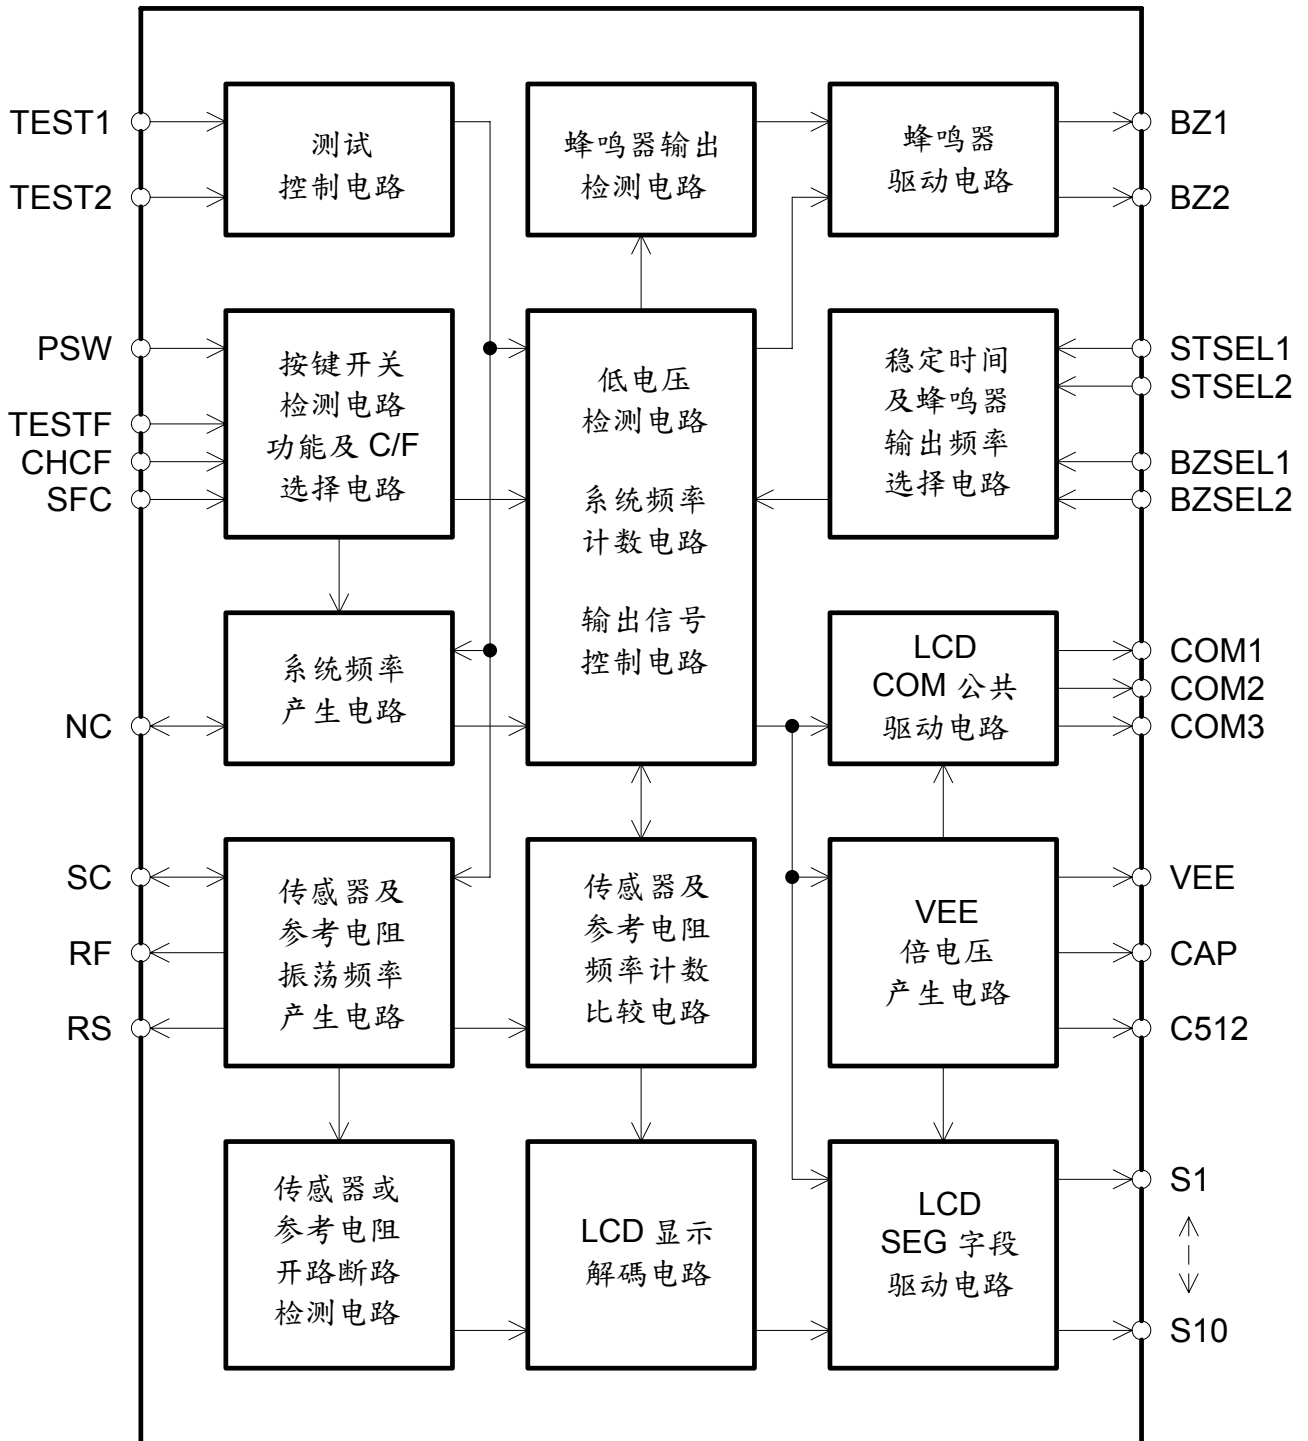 TEST1
TEST2
测试
控制电路
蜂鸣器输出
检测电路
蜂鸣器
驱动电路
BZ1
BZ2
PSW
TESTF
CHCF
SFC
按键开关
检测电路
功能及 C/F
选择电路
低电压
检测电路
系统频率
计数电路
输出信号
控制电路
稳定时间
及蜂鸣器
输出频率
选择电路
STSEL1
STSEL2
BZSEL1
BZSEL2
NC
系统频率
产生电路
LCD
COM 公共
驱动电路
COM1
COM2
COM3
SC
RF
RS
传感器及
参考电阻
振荡频率
产生电路
传感器及
参考电阻
频率计数
比较电路
VEE
倍电压
产生电路
VEE
CAP
C512
传感器或
参考电阻
开路断路
检测电路
LCD 显示
解碼电路
LCD
SEG 字段
驱动电路
S1
S10